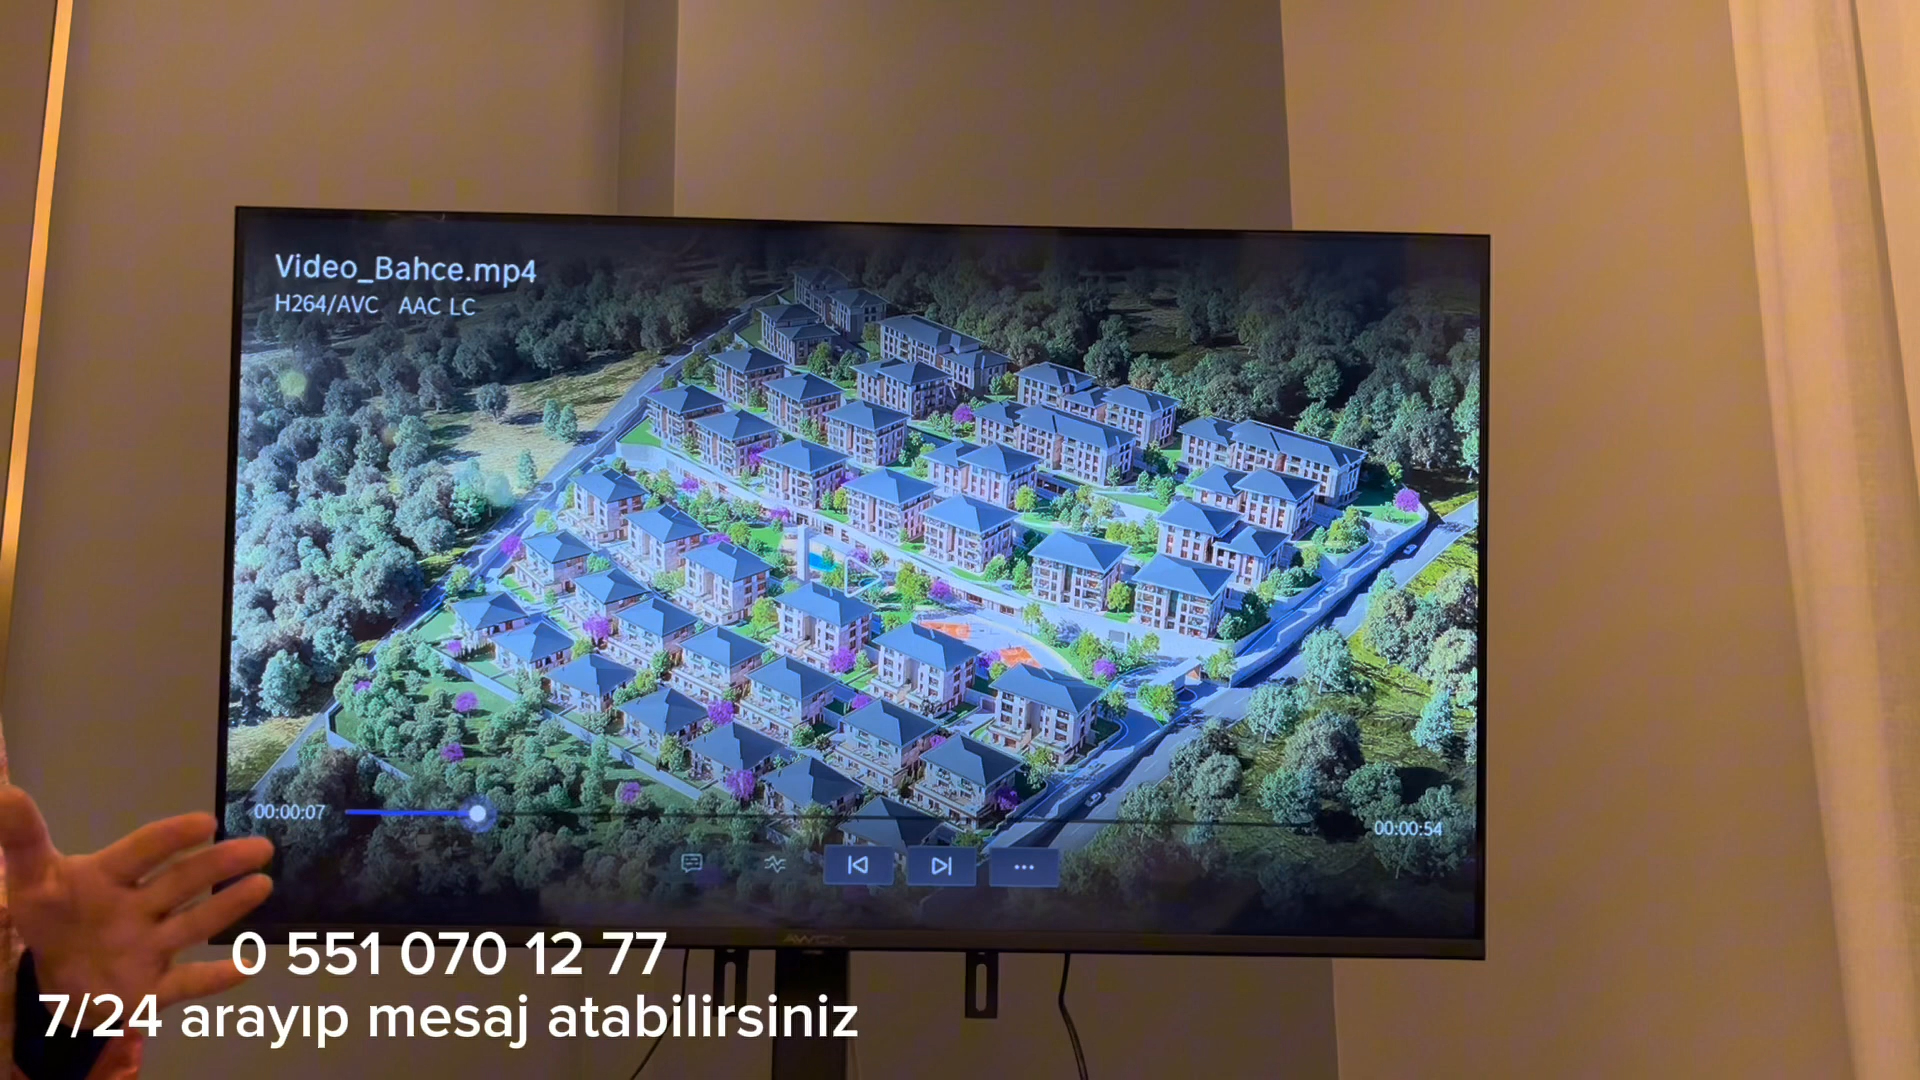 Video_Bahce.mp4
H264/AVC AAC LC
00:00:07
00:00:54
0 551 070 12 77
7/24 arayıp mesaj atabilirsiniz